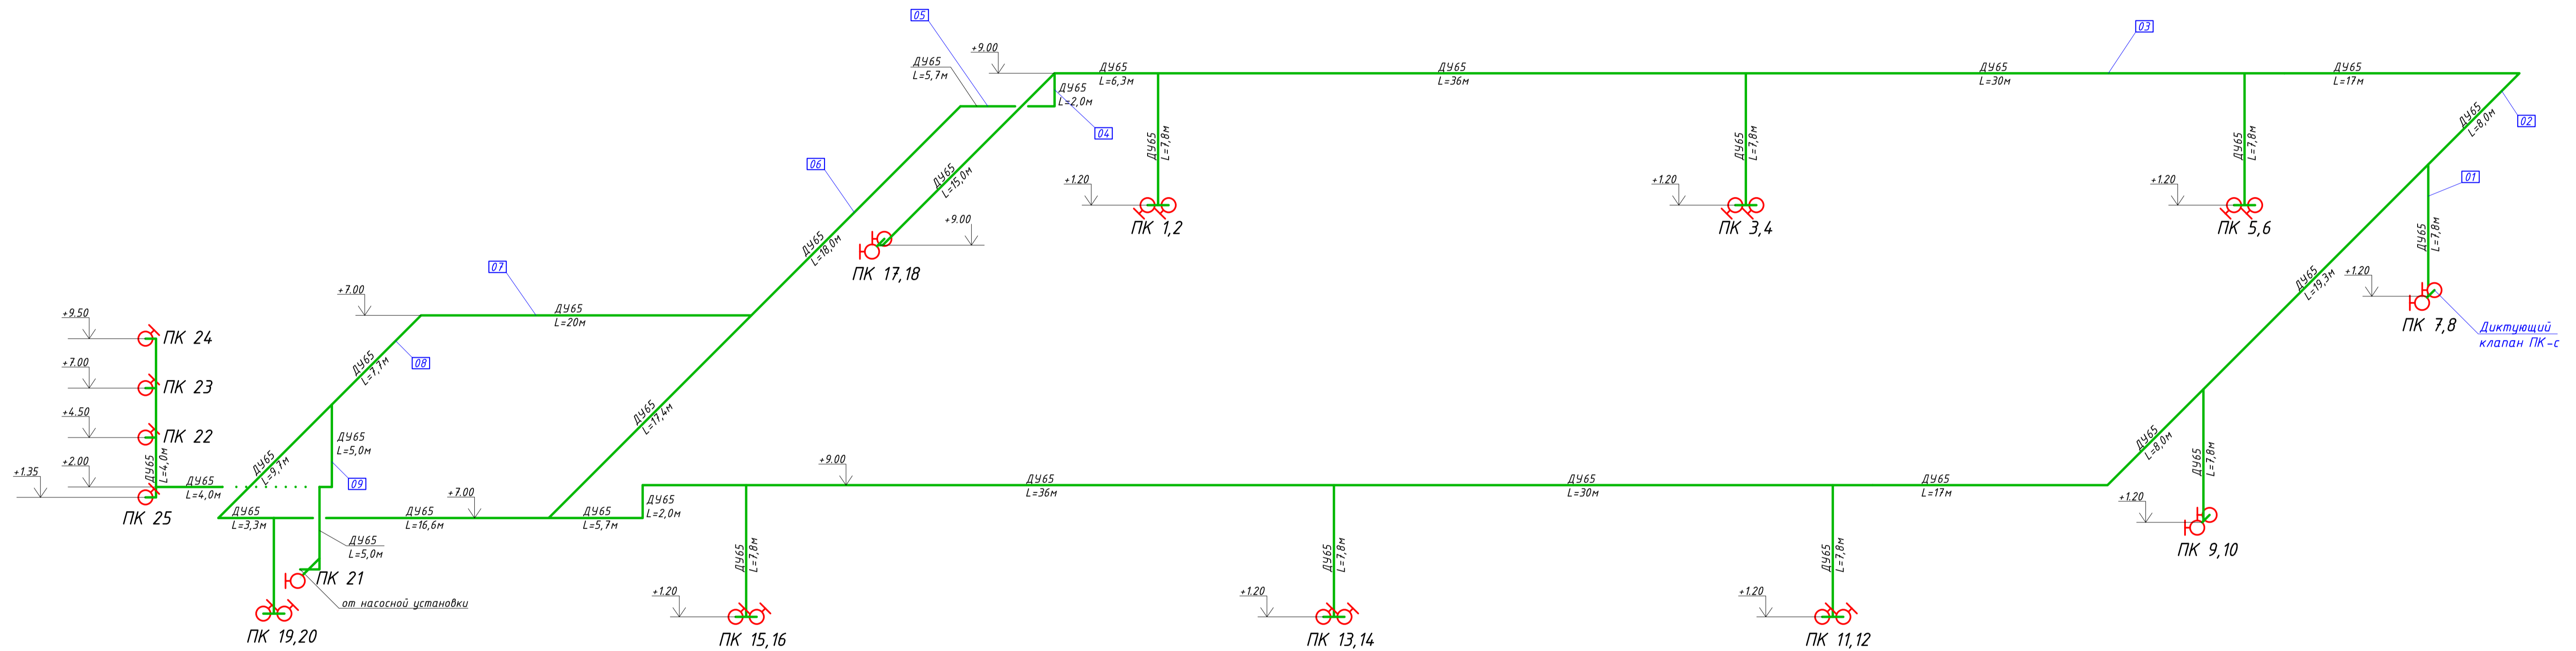 05
03
+9.00
ДУ65
L=5,7м
ДУ65
L=6,3м
ДУ65
L=36м
ДУ65
L=30м
ДУ65
L=17м
ДУ65
L=2,0м
04
ДУ65
L=8,0м
02
ДУ65
L=7,8м
ДУ65
L=7,8м
ДУ65
L=7,8м
06
ДУ65
L=15,0м
+1.20
+1.20
+1.20
01
ПК 1,2
ПК 3,4
ПК 5,6
+9.00
ДУ65
L=18,0м
ПК 17,18
ДУ65
L=7,8м
07
+1.20
ДУ65
L=19,3м
+7.00
ДУ65
L=20м
ПК 7,8
Диктующий
клапан ПК-с
+9.50
ПК 24
08
ДУ65
L=7,7м
+7.00
ПК 23
+4.50
ПК 22
ДУ65
L=17,4м
ДУ65
L=5,0м
ДУ65
L=8,0м
+2.00
+1.35
ДУ65
L=4,0м
ДУ65
L=4,0м
ДУ65
L=9,7м
09
+9.00
ДУ65
L=36м
ДУ65
L=30м
ДУ65
L=17м
ДУ65
L=7,8м
+1.20
ПК 25
ДУ65
L=3,3м
+7.00
ДУ65
L=16,6м
ДУ65
L=5,7м
ДУ65
L=2,0м
ПК 9,10
ДУ65
L=5,0м
ДУ65
L=7,8м
ДУ65
L=7,8м
ДУ65
L=7,8м
ПК 21
от насосной установки
+1.20
+1.20
+1.20
ПК 19,20
ПК 15,16
ПК 13,14
ПК 11,12